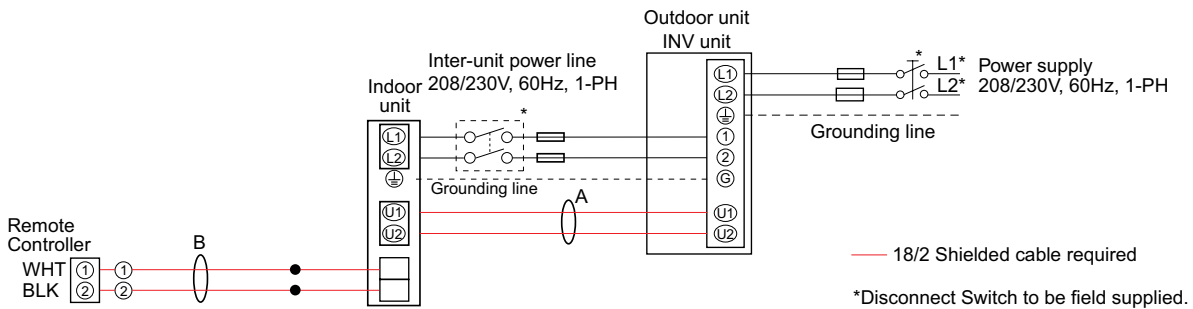 Outdoor unit
INV unit
Inter-unit power line
208/230V, 60Hz, 1-PH
Indoor
unit
*
*
L1*
L2*
Power supply
208/230V, 60Hz, 1-PH
L1
L2
Grounding line
L1
L2
1
2
G
Grounding line
A
U1
U2
U1
U2
Remote
Controller
B
WHT 1 1
BLK 2 2
18/2 Shielded cable required
*Disconnect Switch to be field supplied.